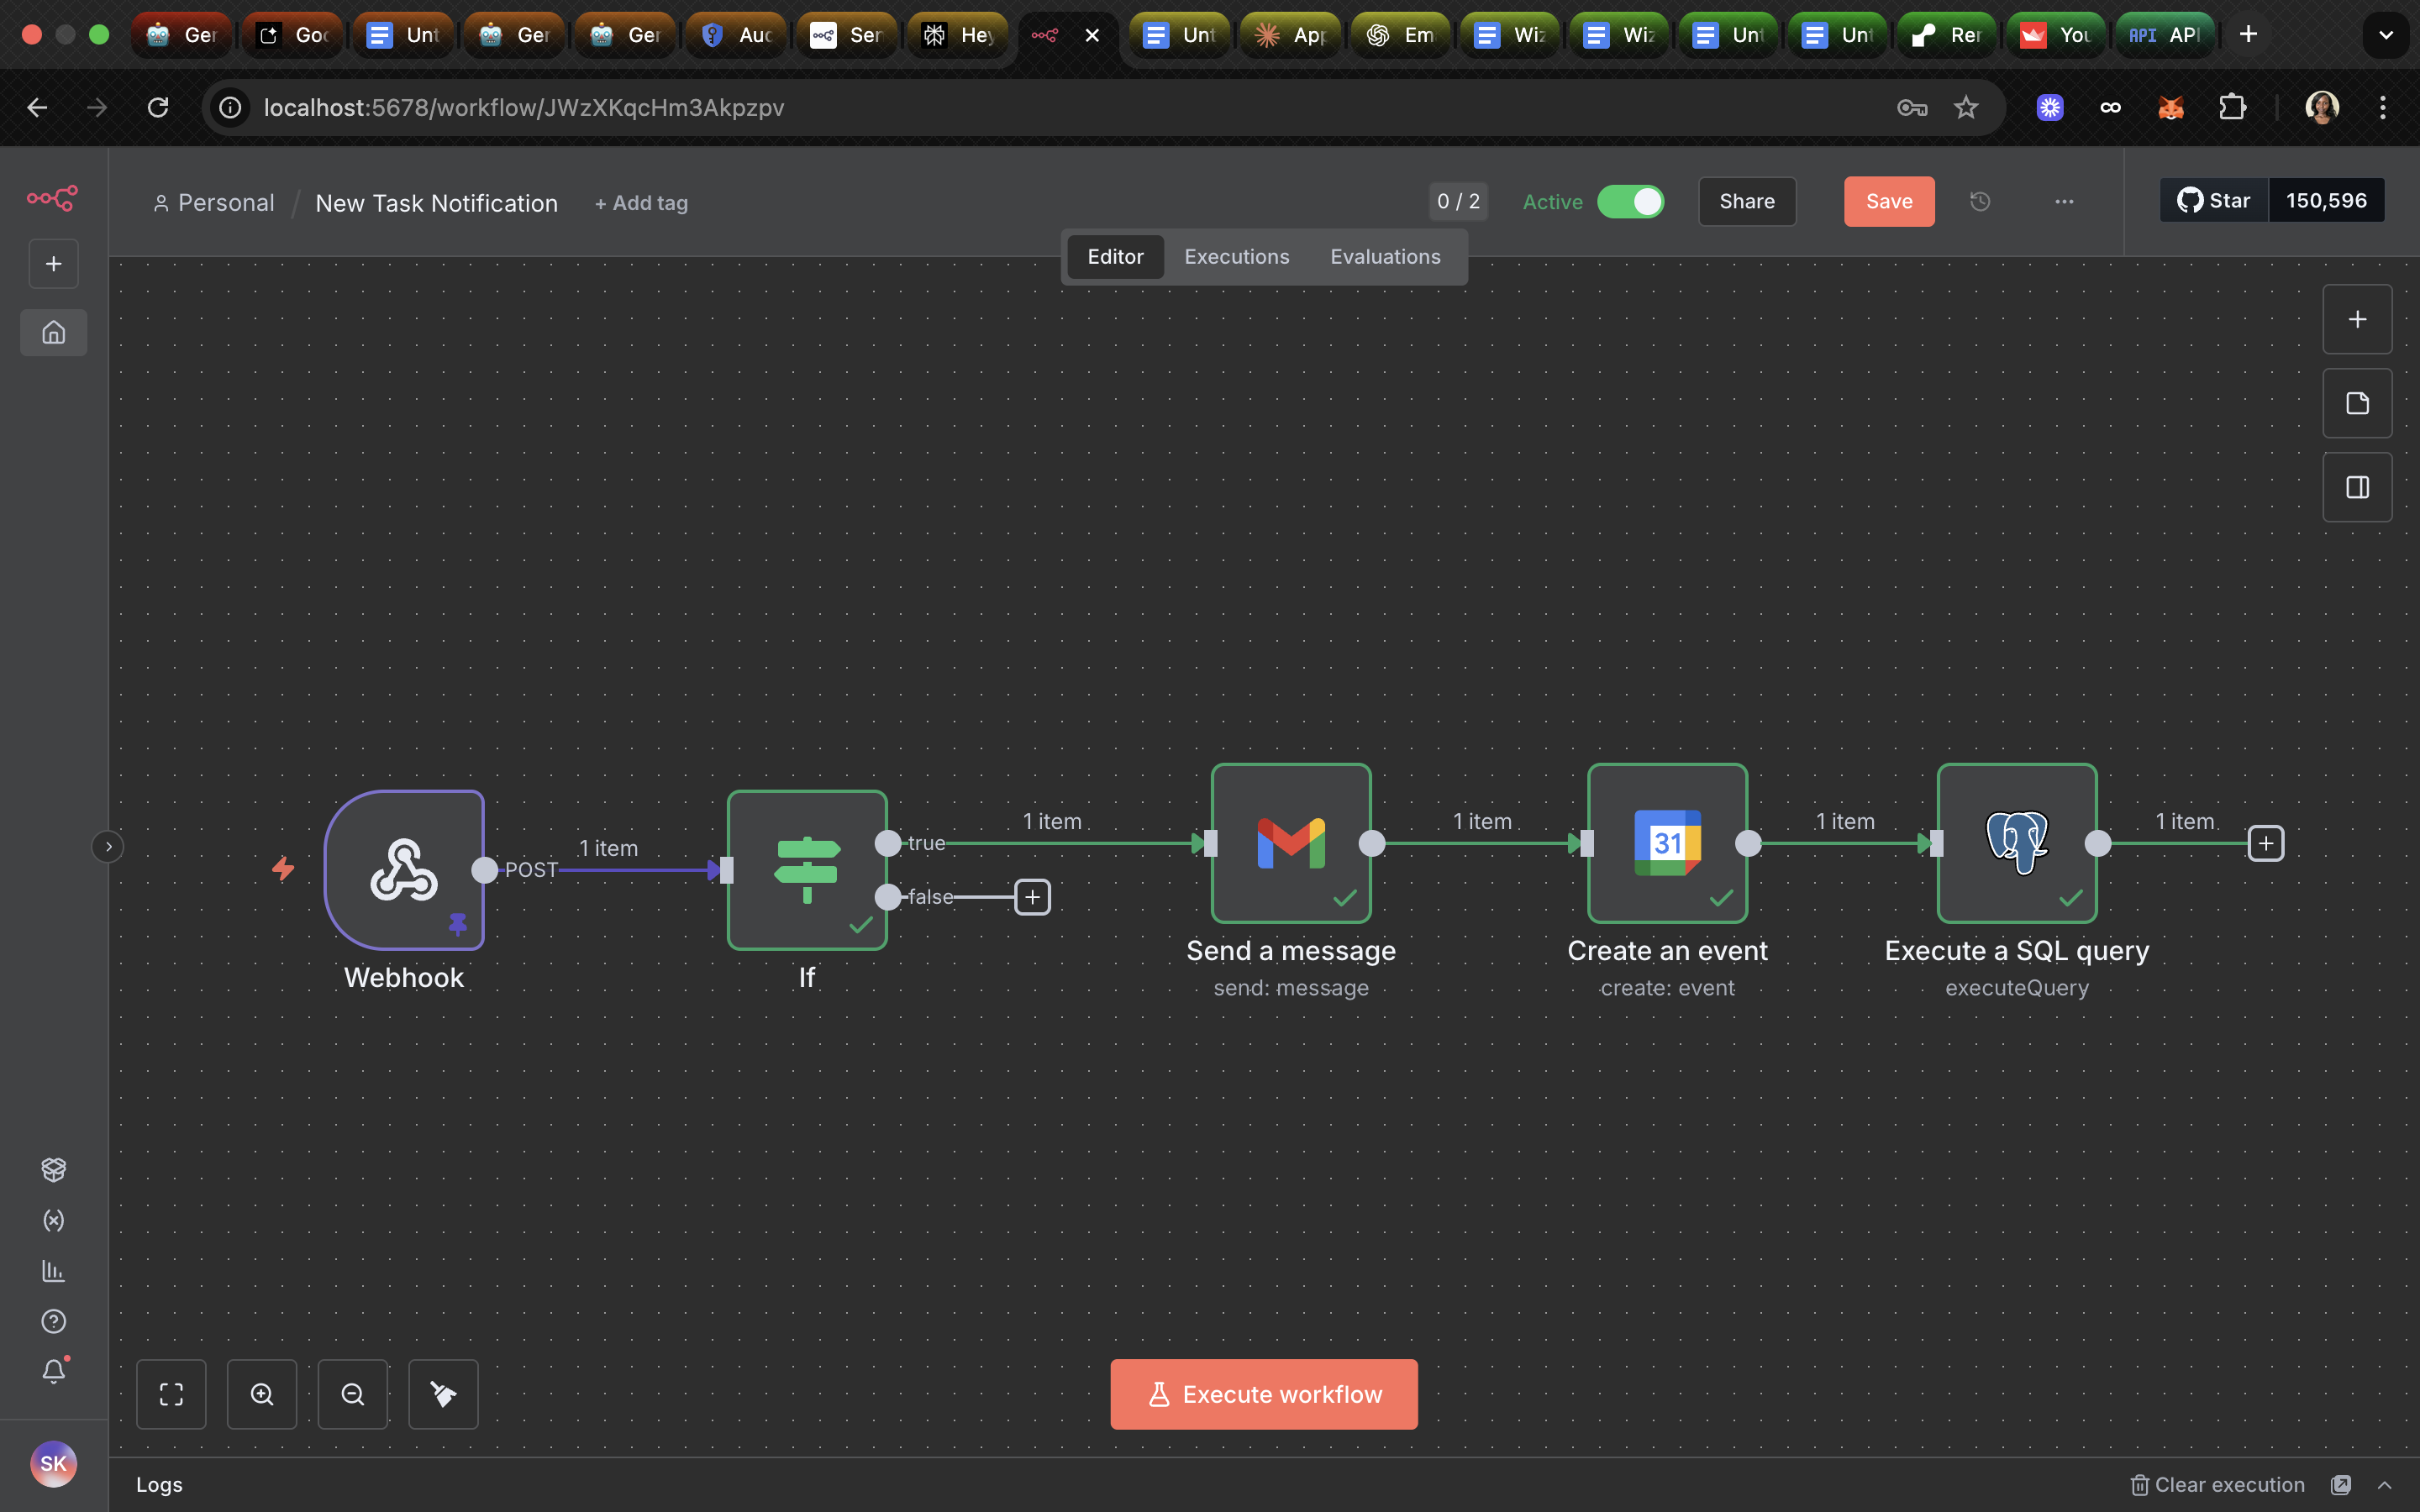 Ger
Goo
Unt
Ger
Ger
Auc
Ser
Hey
Unt
App
Em
Wiz
Wiz
Unt
Unt
Rer
You
API API
localhost:5678/workflow/JWzXKqcHm3Akpzpv
Personal / New Task Notification + Add tag
0 / 2
Active
Share
Save
Star 150,596
Editor Executions Evaluations
POST
1 item
true
false
1 item
1 item
1 item
1 item
31
Webhook
If
Send a message
send: message
Create an event
create: event
Execute a SQL query
executeQuery
Execute workflow
SK
Logs
Clear execution